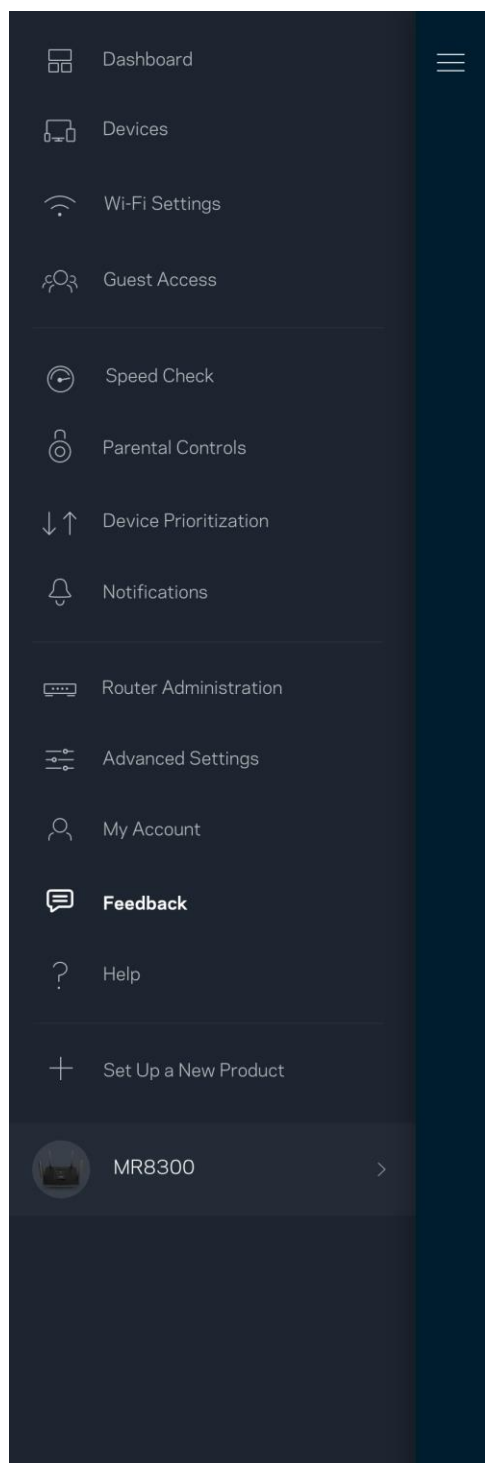 Dashboard
Devices
Wi-Fi Settings
Guest Access
Speed Check
Parental Controls
Device Prioritization
Notifications
Router Administration
Advanced Settings
My Account
Feedback
Help
Set Up a New Product
MR8300